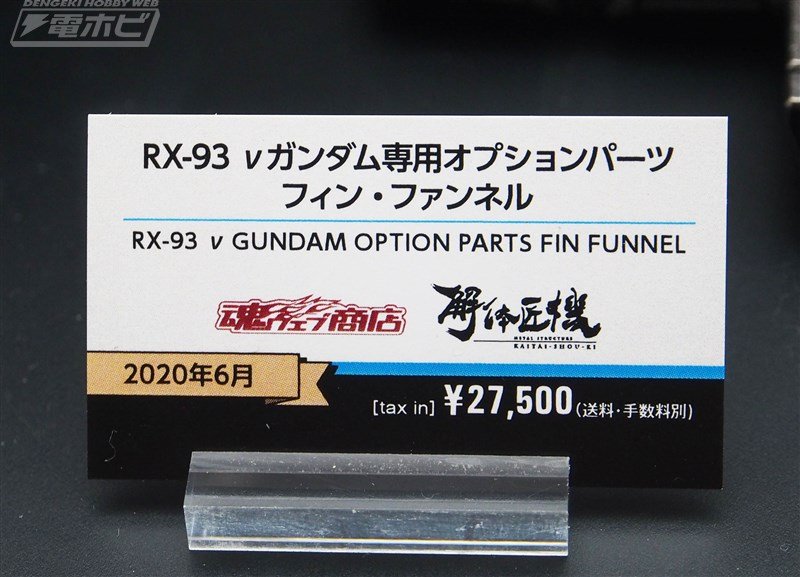 DENGEKI HOBBY WEB
電ホビ
RX-93 νガンダム専用オプションパーツ
フィン・ファンネル
RX-93 ν GUNDAM OPTION PARTS FIN FUNNEL
魂ウェブ商店
解体匠機
METAL STRUCTURE
KAITAI-SHOU-KI
2020年6月
[tax in] ¥27,500(送料・手数料別)
5